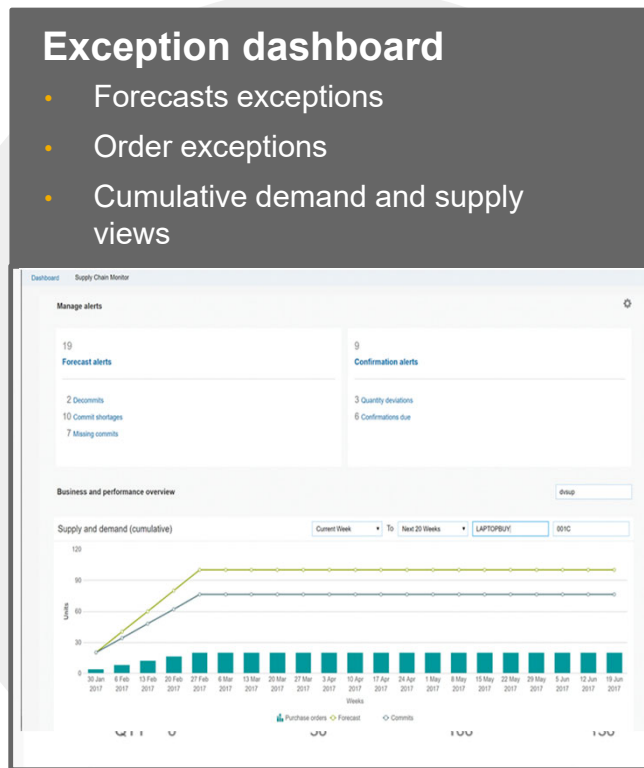 Exception dashboard
• Forecasts exceptions
• Order exceptions
• Cumulative demand and supply
views
Dashboard Supply Chain Monitor
Manage alerts
19
Forecast alerts
2 Decommits
10 Commit shortages
7 Missing commits
9
Confirmation alerts
3 Quantity deviations
6 Confirmations due
Business and performance overview dvsup
Supply and demand (cumulative) Current Week To Next 20 Weeks LAPTOPBUY 001C
120
90
60
30
0
Units
30 Jan 6 Feb 13 Feb 20 Feb 27 Feb 6 Mar 13 Mar 20 Mar 27 Mar 3 Apr 10 Apr 17 Apr 24 Apr 1 May 8 May 15 May 22 May 29 May 5 Jun 12 Jun 19 Jun
2017 2017 2017 2017 2017 2017 2017 2017 2017 2017 2017 2017 2017 2017 2017 2017 2017 2017 2017 2017 2017
Weeks
Purchase orders Forecast Commits